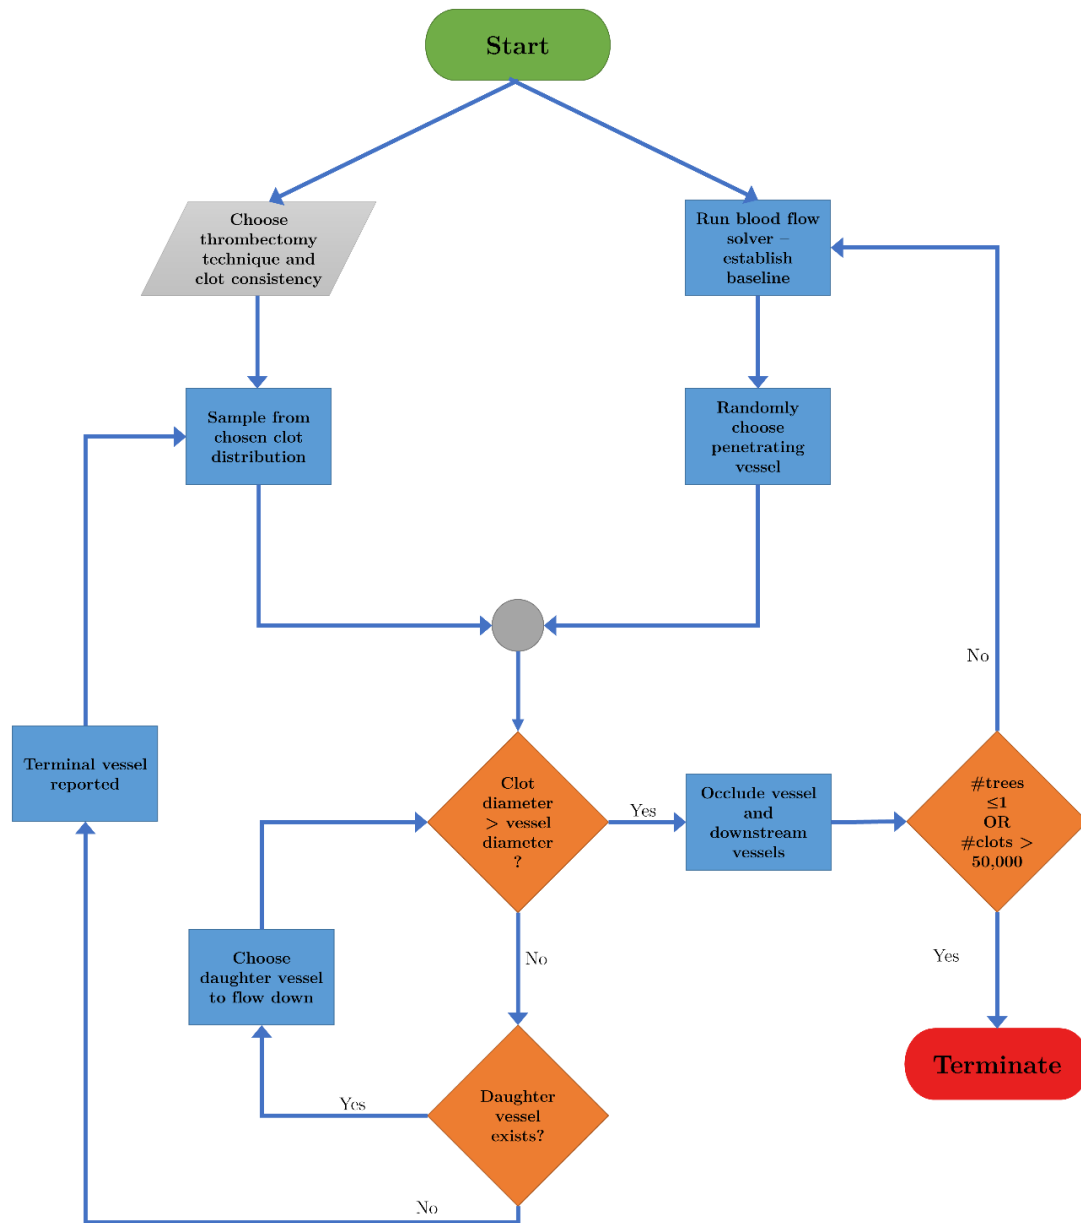 Start
Choose
thrombectomy
technique and
clot consistency
Run blood flow
solver –
establish
baseline
Sample from
chosen clot
distribution
Randomly
choose
penetrating
vessel
No
Terminal vessel
reported
Clot
diameter
> vessel
diameter
?
Yes
Occlude vessel
and
downstream
vessels
#trees
≤1
OR
#clots >
50,000
Choose
daughter vessel
to flow down
No
Yes
Terminate
Daughter
vessel
exists?
Yes
No